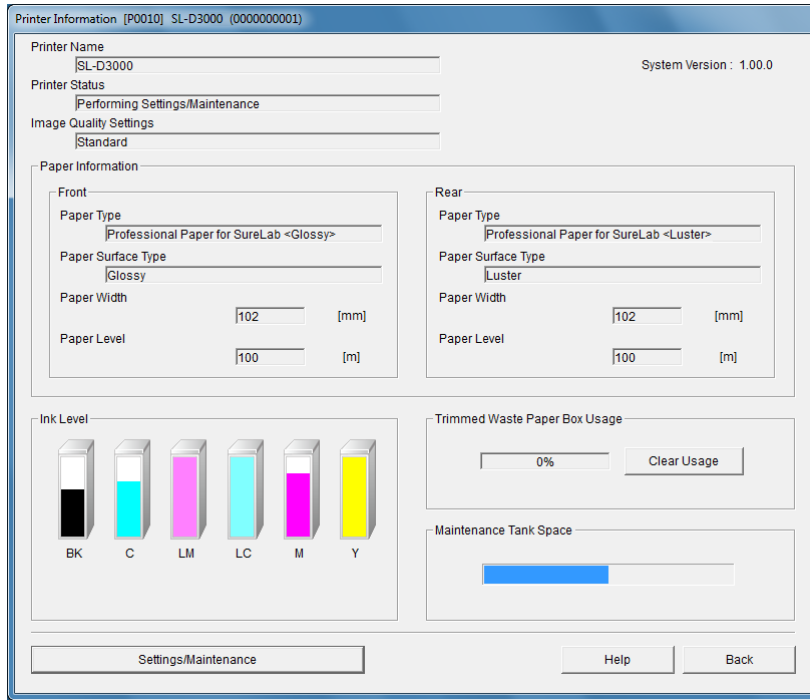 Printer Information [P0010] SL-D3000 (0000000001)
Printer Name
SL-D3000
System Version : 1.00.0
Printer Status
Performing Settings/Maintenance
Image Quality Settings
Standard
Paper Information
Front
Paper Type
Professional Paper for SureLab <Glossy>
Paper Surface Type
Glossy
Paper Width
102 [mm]
Paper Level
100 [m]
Rear
Paper Type
Professional Paper for SureLab <Luster>
Paper Surface Type
Luster
Paper Width
102 [mm]
Paper Level
100 [m]
Ink Level
BK C LM LC M Y
Trimmed Waste Paper Box Usage
0% Clear Usage
Maintenance Tank Space
Settings/Maintenance Help Back